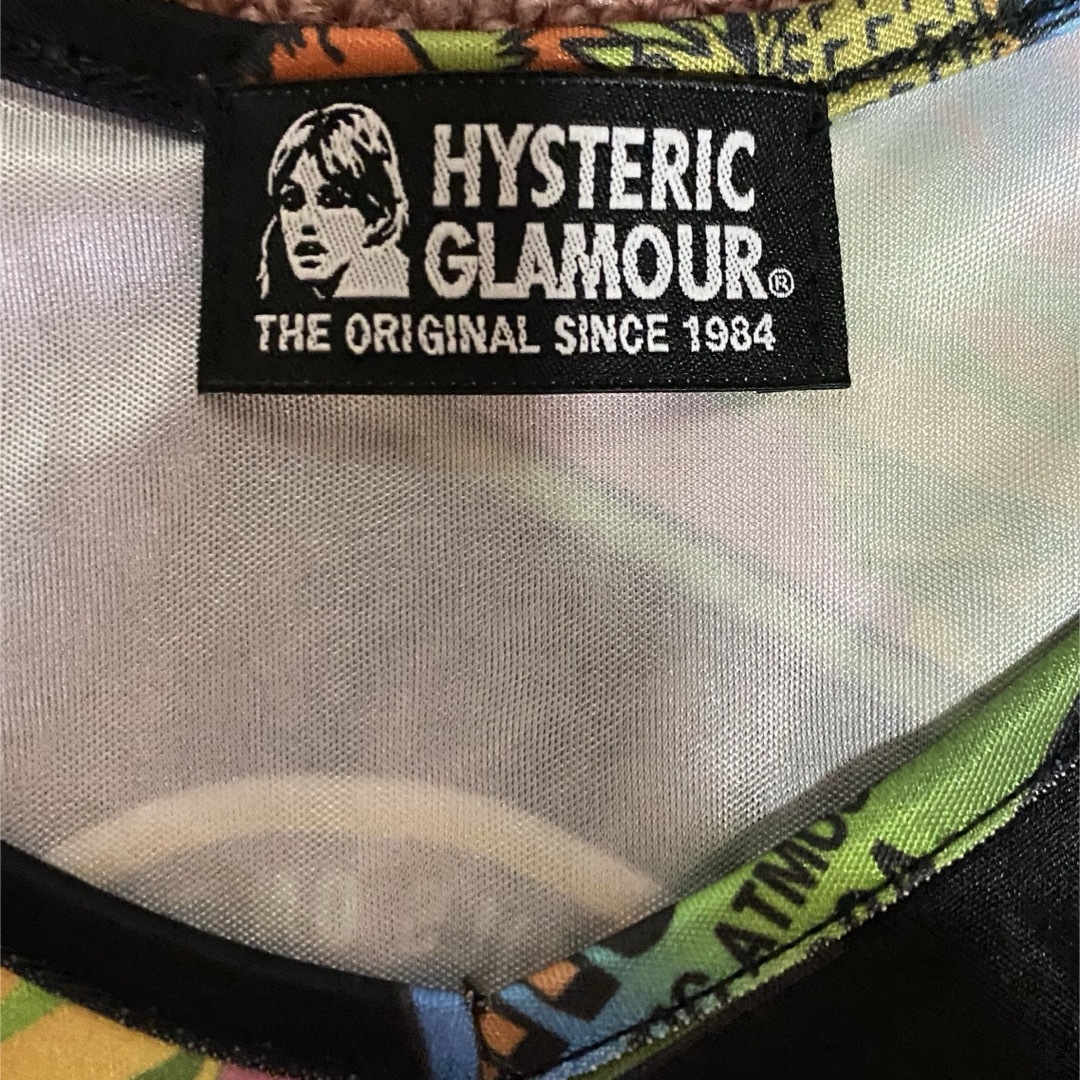 HYSTERIC
GLAMOUR®
THE ORIGINAL SINCE 1984